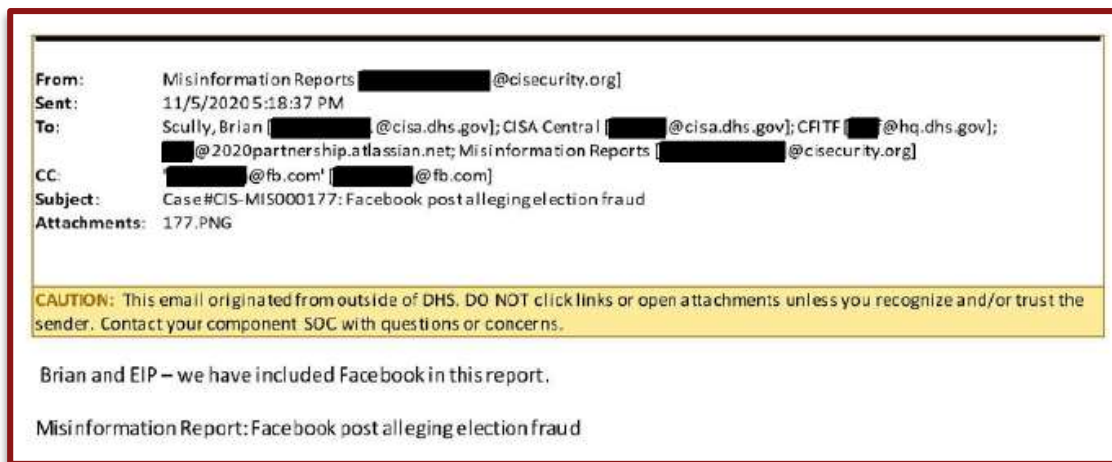 From: Misinformation Reports @cisecurity.org]
Sent: 11/5/2020 5:18:37 PM
To: Scully, Brian [ .@cisa.dhs.gov]; CISA Central [ @cisa.dhs.gov]; CFITF [ f@hq.dhs.gov];
@2020partnership.atlassian.net; Misinformation Reports [ @cisecurity.org]
CC: ' @fb.com' [ @fb.com]
Subject: Case #CIS-MIS000177: Facebook post alleging election fraud
Attachments: 177.PNG
CAUTION: This email originated from outside of DHS. DO NOT click links or open attachments unless you recognize and/or trust the
sender. Contact your component SOC with questions or concerns.
Brian and EIP – we have included Facebook in this report.
Misinformation Report: Facebook post alleging election fraud